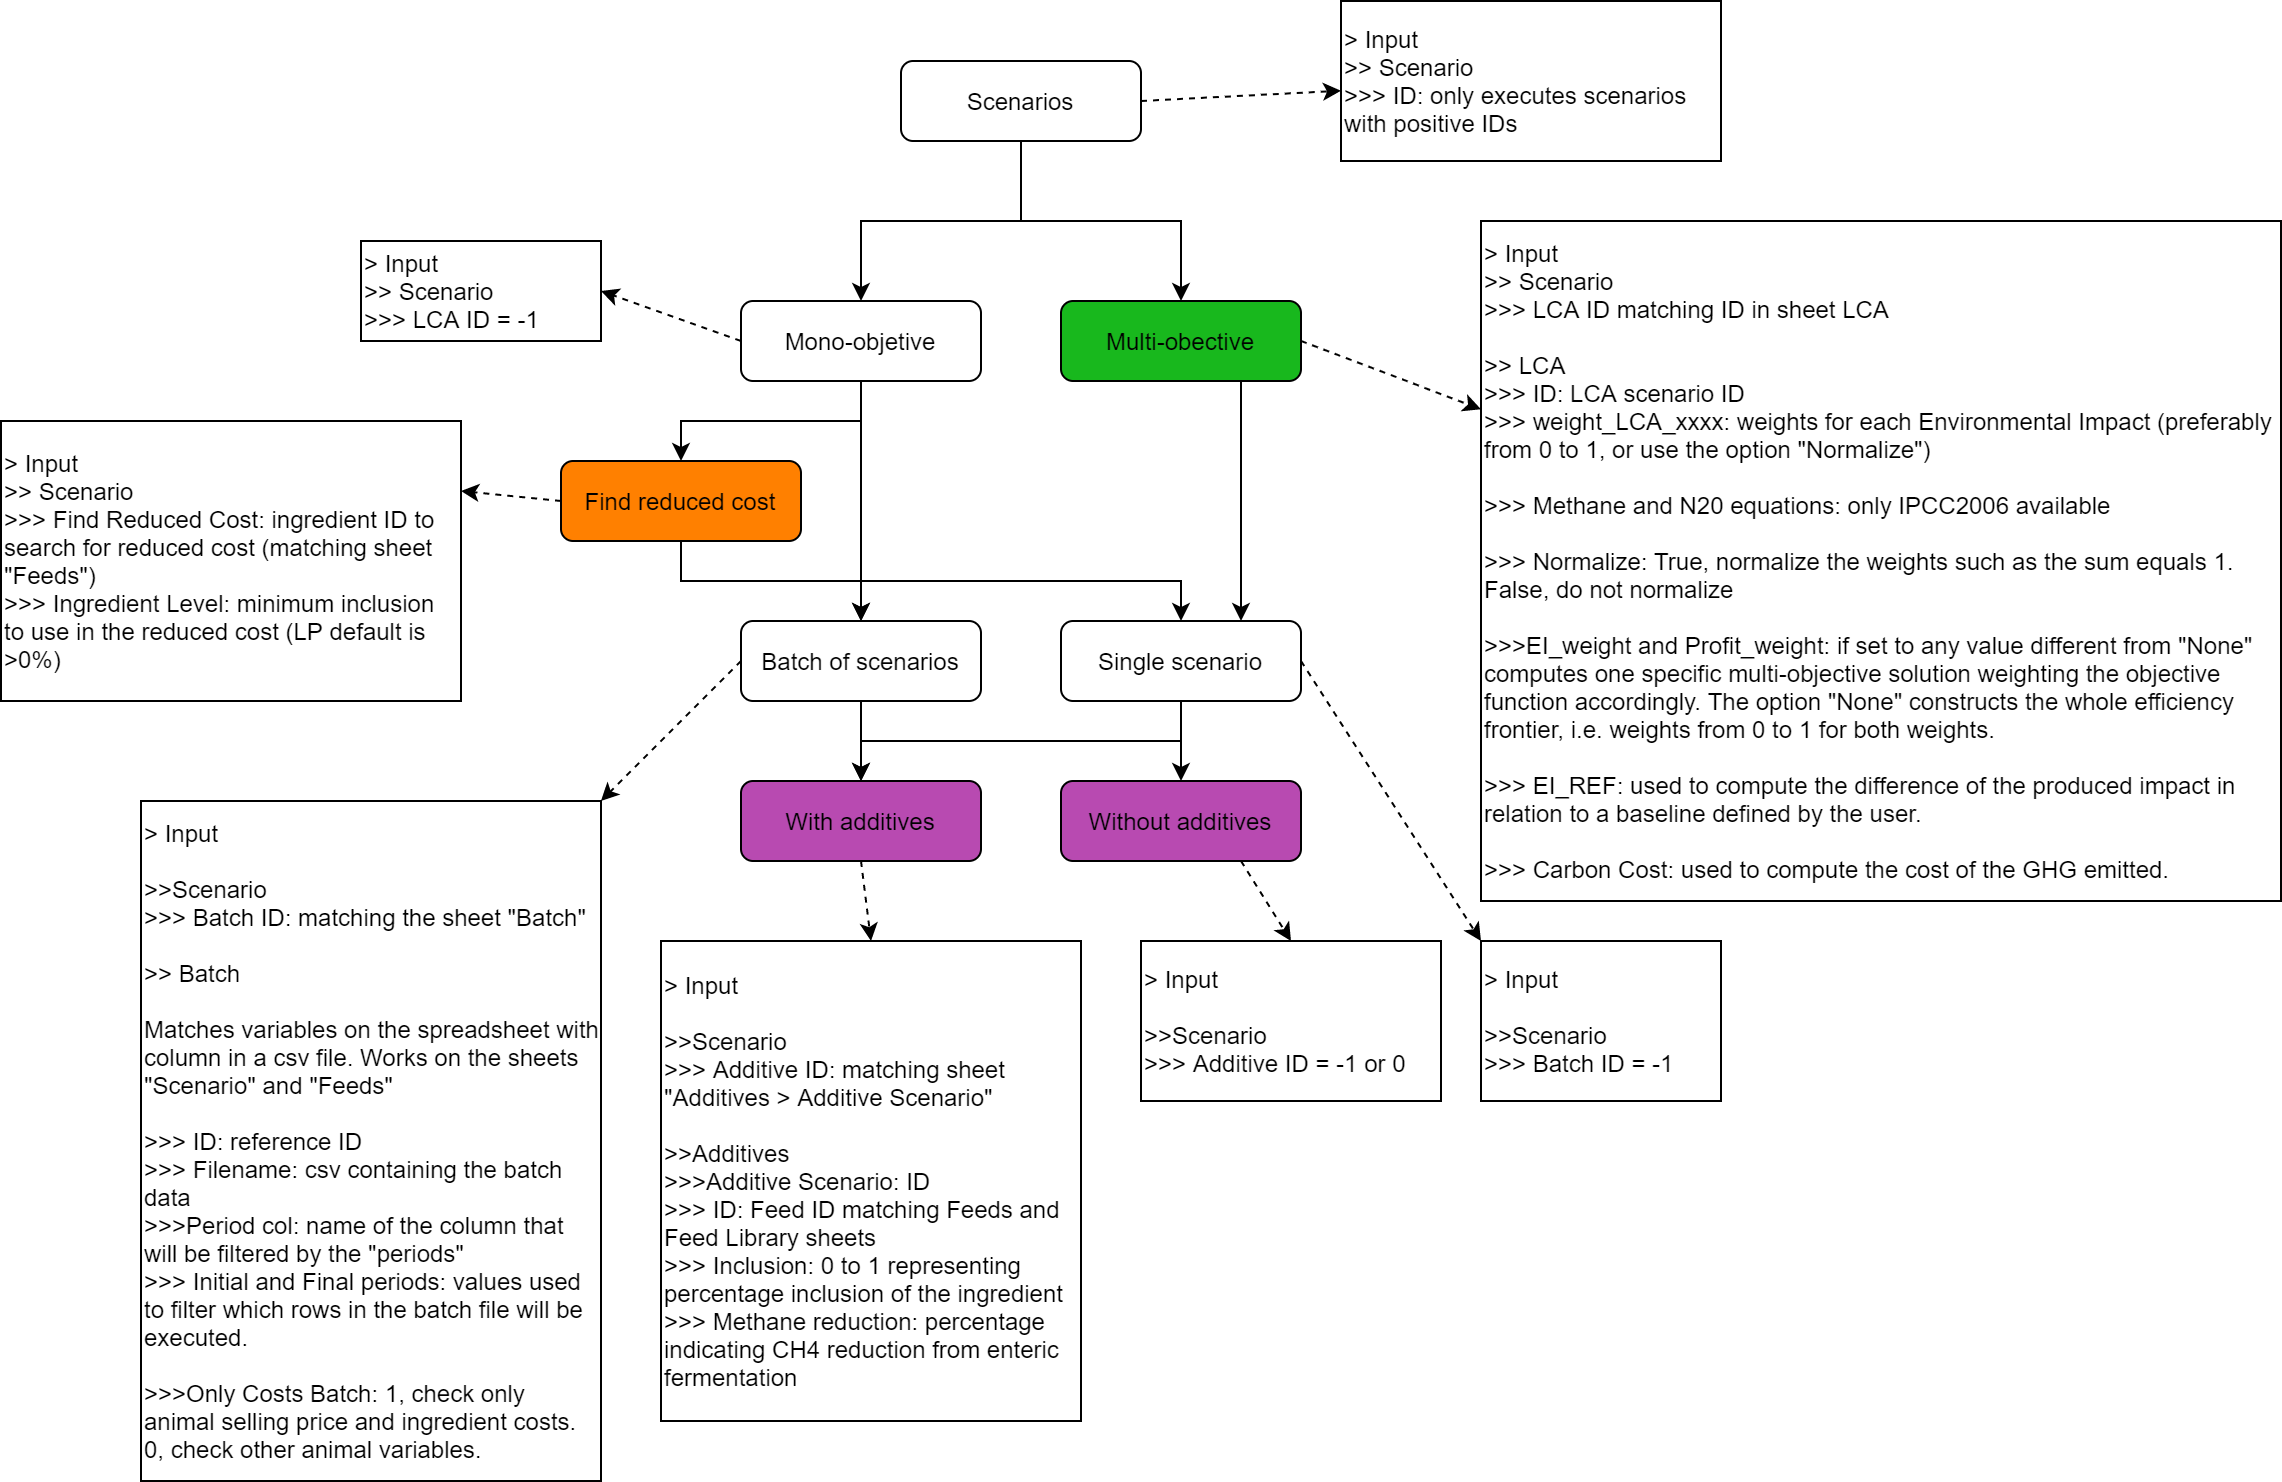 Scenarios
> Input
>> Scenario
>>> ID: only executes scenarios
with positive IDs
> Input
>> Scenario
>>> LCA ID = -1
Mono-objetive
Multi-obective
> Input
>> Scenario
>>> LCA ID matching ID in sheet LCA
>> LCA
>>> ID: LCA scenario ID
>>> weight_LCA_xxxx: weights for each Environmental Impact (preferably
from 0 to 1, or use the option "Normalize")
>>> Methane and N20 equations: only IPCC2006 available
>>> Normalize: True, normalize the weights such as the sum equals 1.
False, do not normalize
>>>EI_weight and Profit_weight: if set to any value different from "None"
computes one specific multi-objective solution weighting the objective
function accordingly. The option "None" constructs the whole efficiency
frontier, i.e. weights from 0 to 1 for both weights.
>>> EI_REF: used to compute the difference of the produced impact in
relation to a baseline defined by the user.
>>> Carbon Cost: used to compute the cost of the GHG emitted.
> Input
>> Scenario
>>> Find Reduced Cost: ingredient ID to
search for reduced cost (matching sheet
"Feeds")
>>> Ingredient Level: minimum inclusion
to use in the reduced cost (LP default is
>0%)
Find reduced cost
Batch of scenarios
Single scenario
With additives
Without additives
> Input
>>Scenario
>>> Batch ID: matching the sheet "Batch"
>> Batch
Matches variables on the spreadsheet with
column in a csv file. Works on the sheets
"Scenario" and "Feeds"
>>> ID: reference ID
>>> Filename: csv containing the batch
data
>>>Period col: name of the column that
will be filtered by the "periods"
>>> Initial and Final periods: values used
to filter which rows in the batch file will be
executed.
>>>Only Costs Batch: 1, check only
animal selling price and ingredient costs.
0, check other animal variables.
> Input
>>Scenario
>>> Additive ID: matching sheet
"Additives > Additive Scenario"
>>Additives
>>>Additive Scenario: ID
>>> ID: Feed ID matching Feeds and
Feed Library sheets
>>> Inclusion: 0 to 1 representing
percentage inclusion of the ingredient
>>> Methane reduction: percentage
indicating CH4 reduction from enteric
fermentation
> Input
>>Scenario
>>> Additive ID = -1 or 0
> Input
>>Scenario
>>> Batch ID = -1